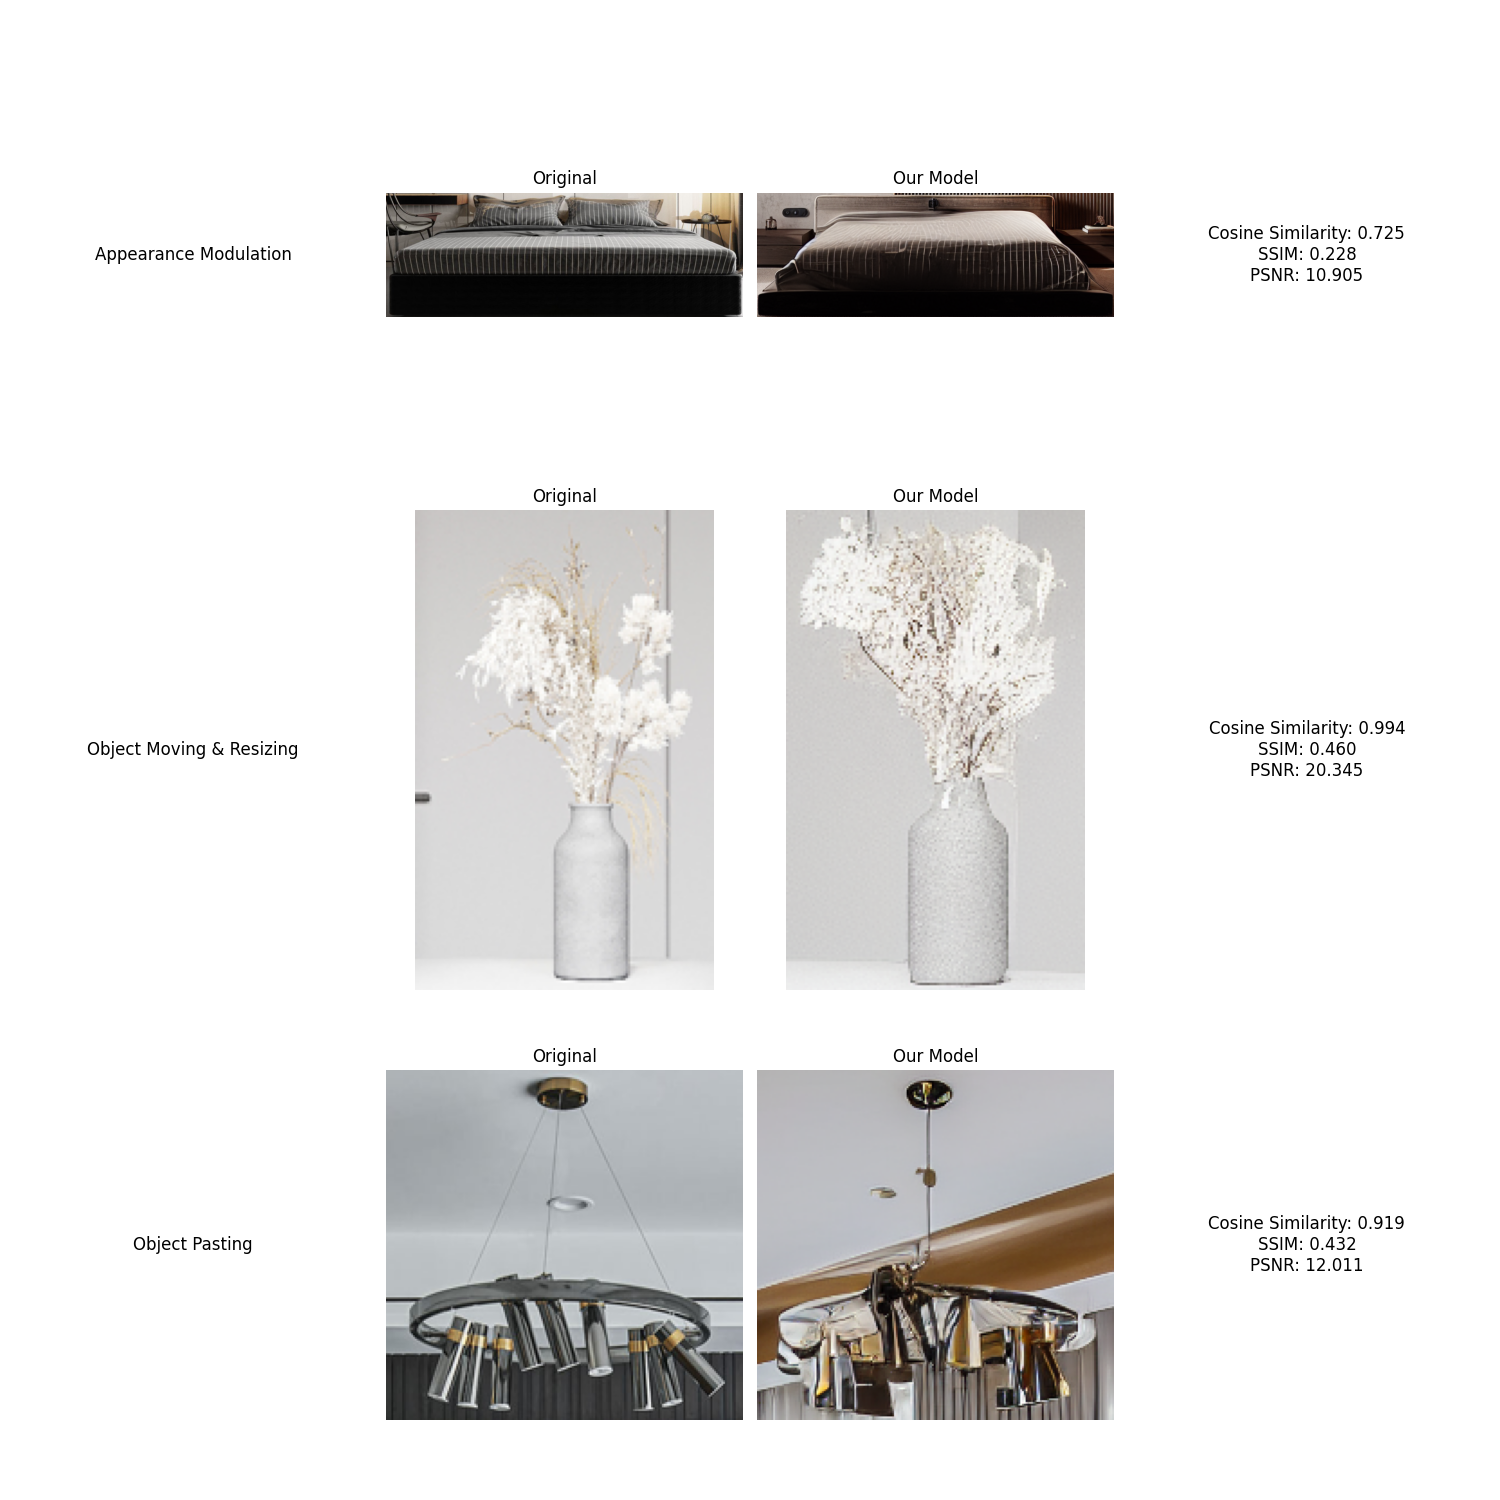 Original
Our Model
Appearance Modulation
Cosine Similarity: 0.725
SSIM: 0.228
PSNR: 10.905
Original
Our Model
Object Moving & Resizing
Cosine Similarity: 0.994
SSIM: 0.460
PSNR: 20.345
Original
Our Model
Object Pasting
Cosine Similarity: 0.919
SSIM: 0.432
PSNR: 12.011